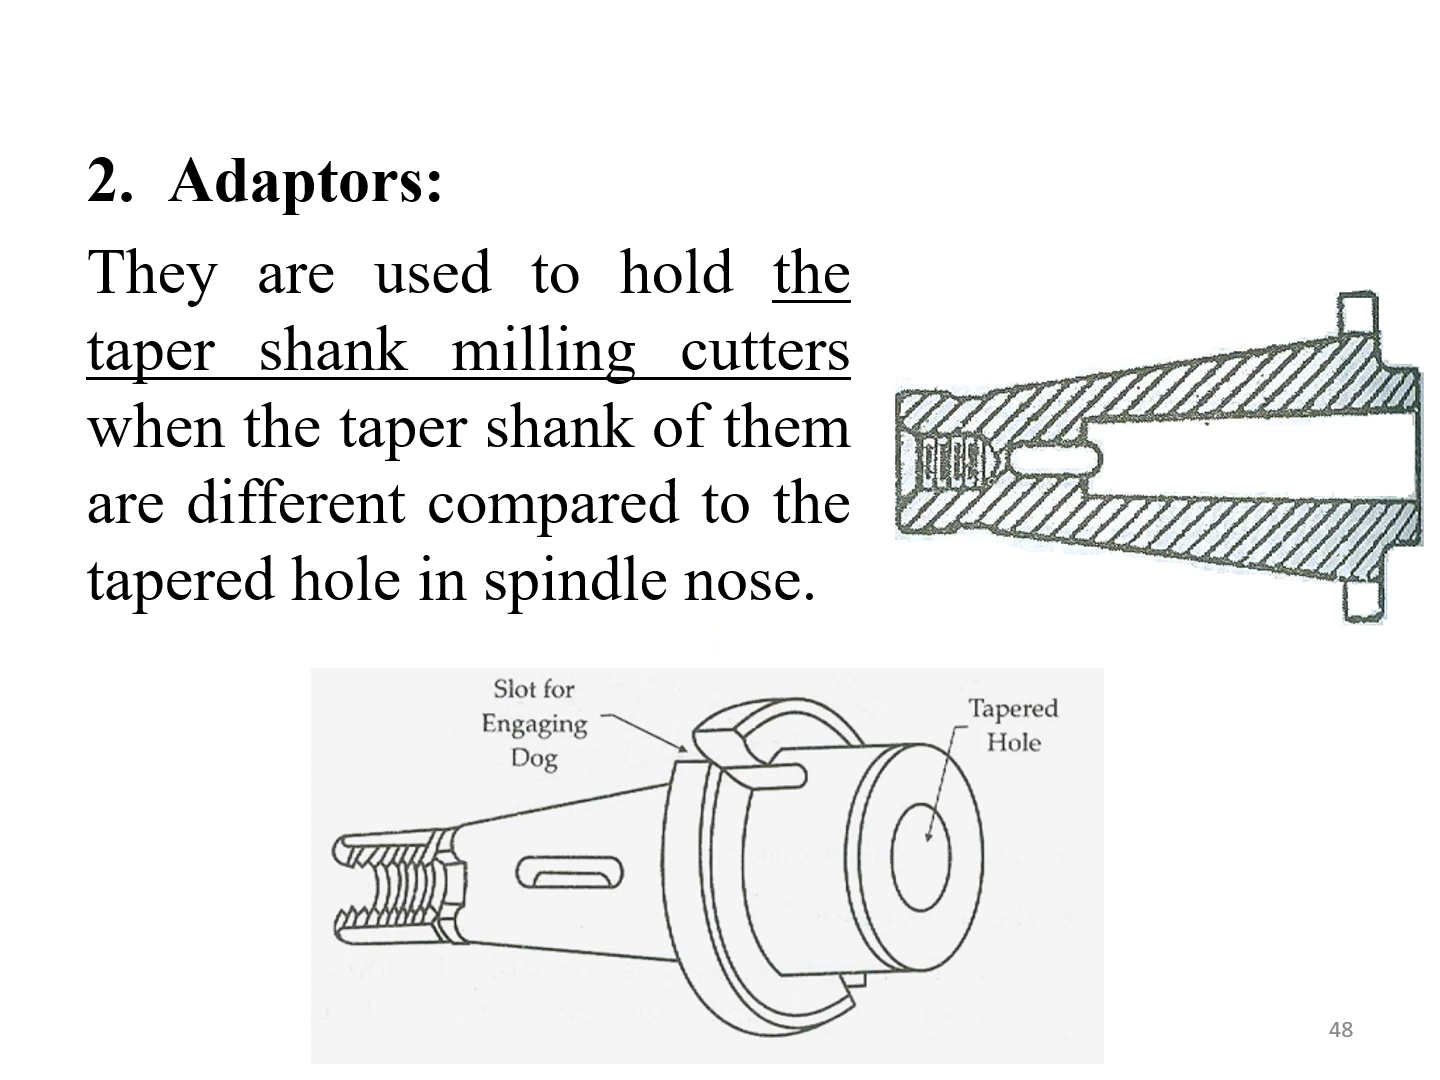 2. Adaptors:
They are used to hold the
taper shank milling cutters
when the taper shank of them
are different compared to the
tapered hole in spindle nose.
Slot for
Engaging
Dog
Tapered
Hole
48